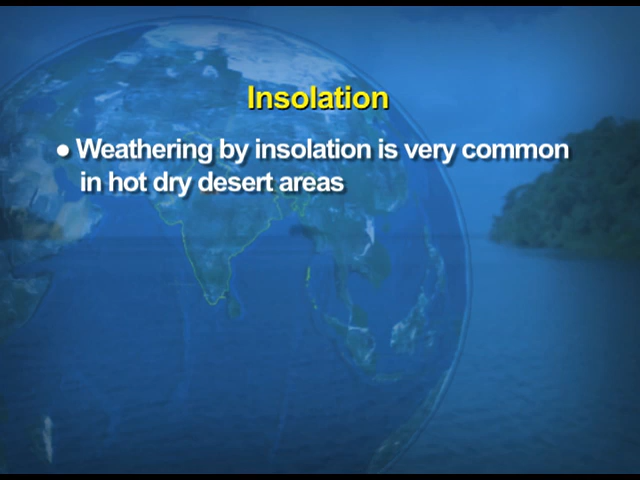 Insolation
● Weathering by insolation is very common
in hot dry desert areas